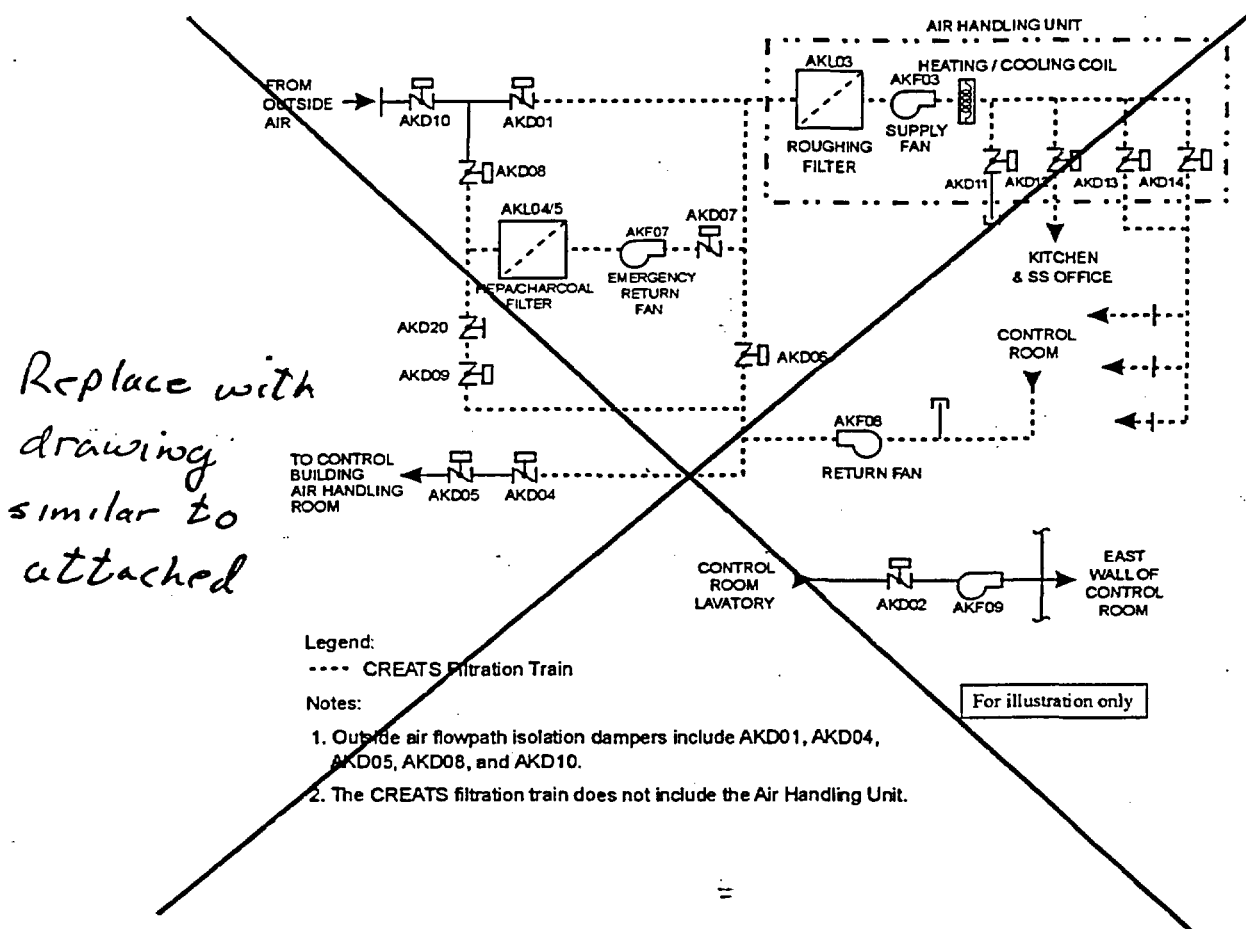 AIR HANDLING UNIT
AKL03
HEATING / COOLING COIL
AKF03
FROM
OUTSIDE
AIR
AKD10
AKD01
SUPPLY
FAN
ROUGHING
FILTER
AKD08
AKD11
AKD12
AKD13
AKD14
AKL04/5
AKD07
AKF07
KITCHEN
& SS OFFICE
HEPA/CHARCOAL
FILTER
EMERGENCY
RETURN
FAN
AKD20
CONTROL
ROOM
AKD06
AKD09
Replace with
drawing
similar to
attached
AKF08
RETURN FAN
TO CONTROL
BUILDING
AIR HANDLING
ROOM
AKD05
AKD04
CONTROL
ROOM
LAVATORY
AKD02
AKF09
EAST
WALL OF
CONTROL
ROOM
Legend:
---- CREATS Filtration Train
For illustration only
Notes:
1. Outside air flowpath isolation dampers include AKD01, AKD04,
AKD05, AKD08, and AKD10.
2. The CREATS filtration train does not include the Air Handling Unit.